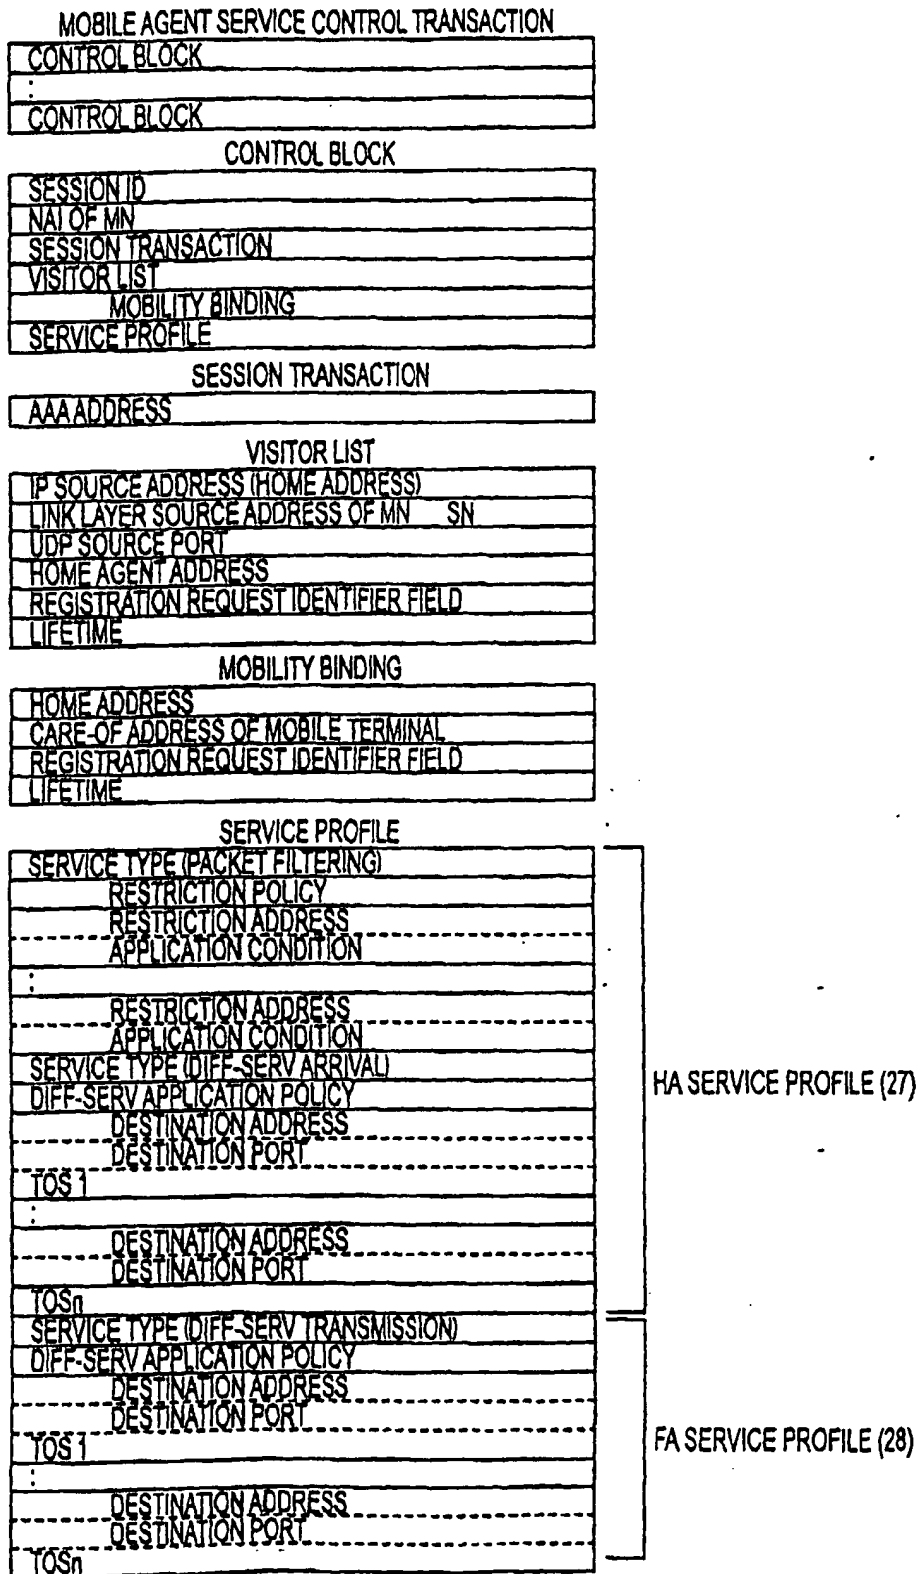 MOBILE AGENT SERVICE CONTROL TRANSACTION
CONTROL BLOCK
:
CONTROL BLOCK
CONTROL BLOCK
SESSION ID
NAI OF MN
SESSION TRANSACTION
VISITOR LIST
MOBILITY BINDING
SERVICE PROFILE
SESSION TRANSACTION
AAA ADDRESS
VISITOR LIST
IP SOURCE ADDRESS (HOME ADDRESS)
LINK LAYER SOURCE ADDRESS OF MN SN
UDP SOURCE PORT
HOME AGENT ADDRESS
REGISTRATION REQUEST IDENTIFIER FIELD
LIFETIME
MOBILITY BINDING
HOME ADDRESS
CARE-OF ADDRESS OF MOBILE TERMINAL
REGISTRATION REQUEST IDENTIFIER FIELD
LIFETIME
SERVICE PROFILE
SERVICE TYPE (PACKET FILTERING)
RESTRICTION POLICY
RESTRICTION ADDRESS
APPLICATION CONDITION
:
RESTRICTION ADDRESS
APPLICATION CONDITION
SERVICE TYPE (DIFF-SERV ARRIVAL)
DIFF-SERV APPLICATION POLICY
HA SERVICE PROFILE (27)
DESTINATION ADDRESS
DESTINATION PORT
TOS 1
:
DESTINATION ADDRESS
DESTINATION PORT
TOSn
SERVICE TYPE (DIFF-SERV TRANSMISSION)
DIFF-SERV APPLICATION POLICY
DESTINATION ADDRESS
DESTINATION PORT
TOS 1
FA SERVICE PROFILE (28)
:
DESTINATION ADDRESS
DESTINATION PORT
TOSn